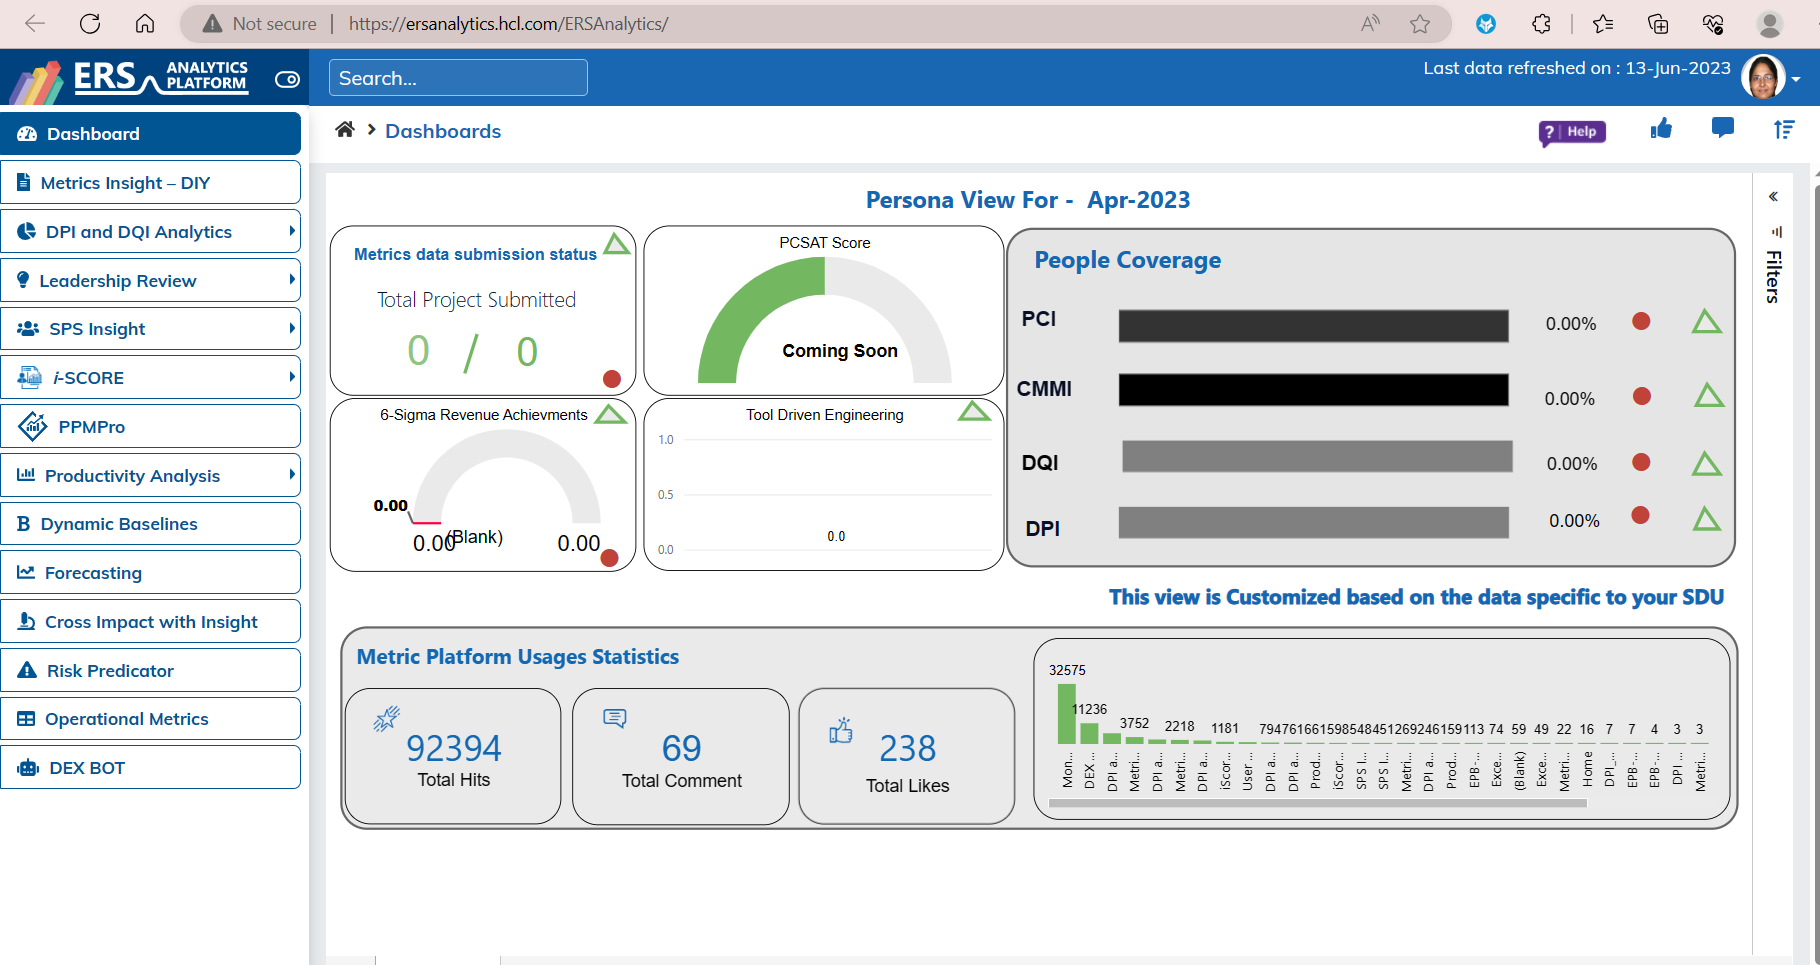 Not secure
https://ersanalytics.hcl.com/ERSAnalytics/
ERS ANALYTICS PLATFORM
Search...
Last data refreshed on : 13-Jun-2023
Dashboard
Metrics Insight – DIY
DPI and DQI Analytics
Leadership Review
SPS Insight
i-SCORE
PPMPro
Productivity Analysis
Dynamic Baselines
Forecasting
Cross Impact with Insight
Risk Predicator
Operational Metrics
DEX BOT
Dashboards
? Help
Persona View For - Apr-2023
Filters
Metrics data submission status
Total Project Submitted
0 / 0
PCSAT Score
Coming Soon
6-Sigma Revenue Achievments
0.00
0.00
(Blank)
0.00
Tool Driven Engineering
1.0
0.5
0.0
0.0
People Coverage
PCI 0.00%
CMMI 0.00%
DQI 0.00%
DPI 0.00%
This view is Customized based on the data specific to your SDU
Metric Platform Usages Statistics
92394
Total Hits
69
Total Comment
238
Total Likes
32575
11236
3752
2218
1181
794 761 661 598 548 451 269 246 159 113 74 59 49 22 16 7 7 4 3 3
Mon... DEX ... DPI a... Metri... DPI a... Metri... DPI a... iScor... User ... DPI a... DPI a... Prod... iScor... SPS I... SPS I... Metri... DPI a... Prod... EPB-... Exce... (Blank) Exce... Metri... Home DPI_... EPB-... EPB-... DPI ... Metri...